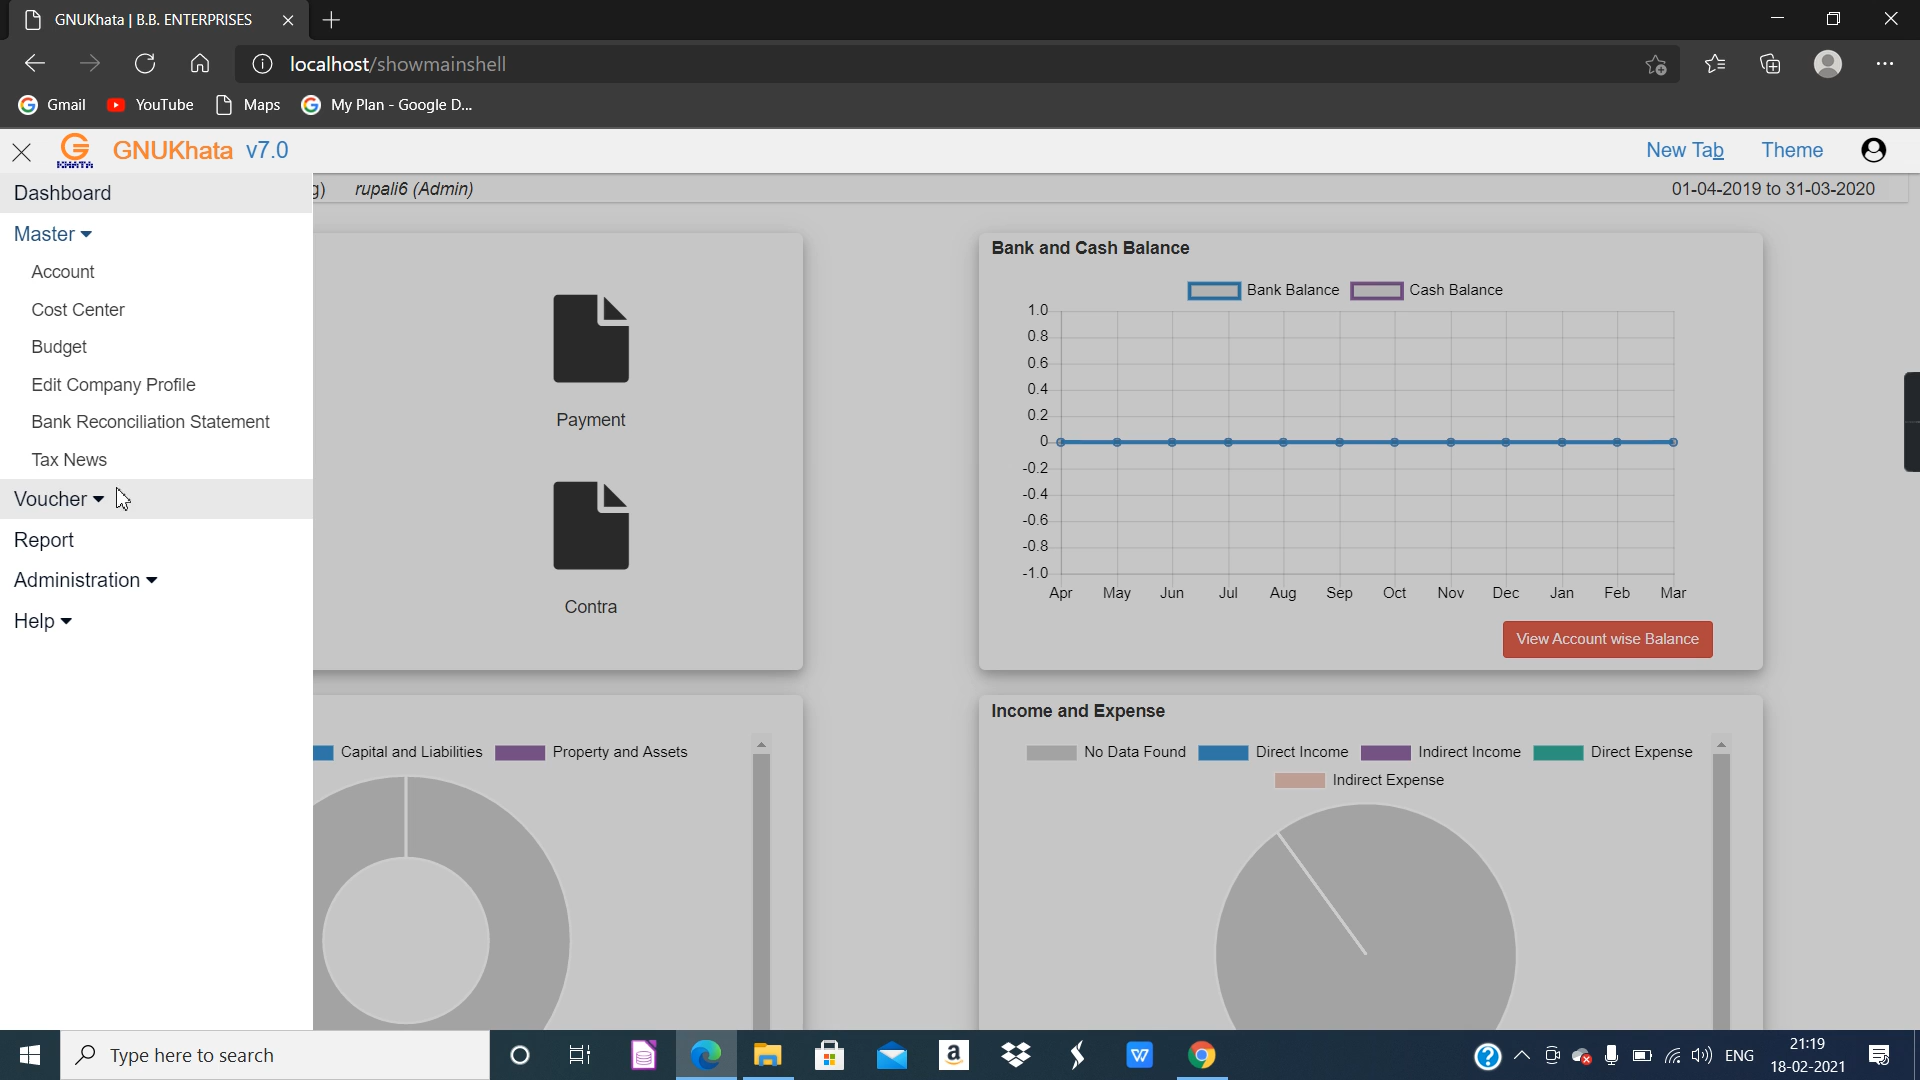 GNUKhata | B.B. ENTERPRISES
localhost/showmainshell
Gmail YouTube Maps My Plan - Google D...
KHATA GNUKhata v7.0 New Tab Theme
g) rupali6 (Admin) 01-04-2019 to 31-03-2020
Dashboard
Master
Account
Cost Center
Budget
Edit Company Profile
Bank Reconciliation Statement
Tax News
Voucher
Report
Administration
Help
Payment
Contra
Bank and Cash Balance
Bank Balance Cash Balance
1.0
0.8
0.6
0.4
0.2
0
-0.2
-0.4
-0.6
-0.8
-1.0
Apr May Jun Jul Aug Sep Oct Nov Dec Jan Feb Mar
View Account wise Balance
Capital and Liabilities Property and Assets
Income and Expense
No Data Found Direct Income Indirect Income Direct Expense
Indirect Expense
Type here to search
ENG
21:19
18-02-2021